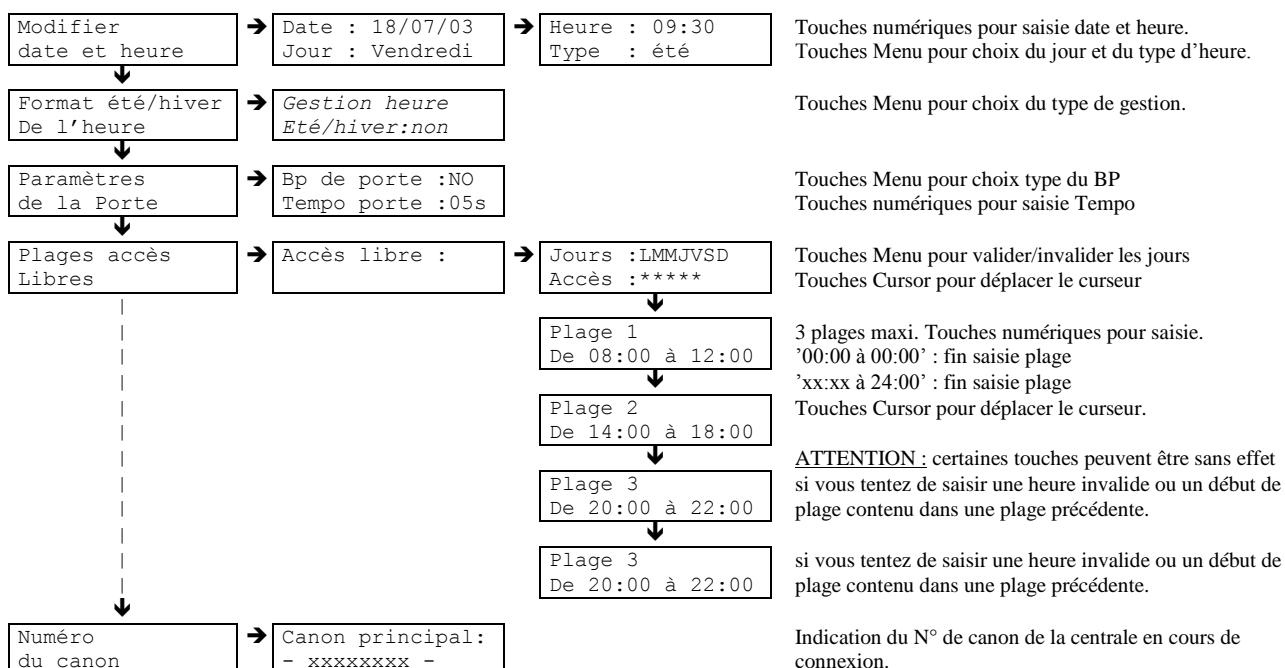 Modifier
date et heure
Date : 18/07/03
Jour : Vendredi
Heure : 09:30
Type  : été
Touches numériques pour saisie date et heure.
Touches Menu pour choix du jour et du type d’heure.
Format été/hiver
De l’heure
Gestion heure
Eté/hiver:non
Touches Menu pour choix du type de gestion.
Paramètres
de la Porte
Bp de porte :NO
Tempo porte :05s
Touches Menu pour choix type du BP
Touches numériques pour saisie Tempo
Plages accès
Libres
Accès libre :
Jours :LMMJVSD
Accès :*****
Touches Menu pour valider/invalider les jours
Touches Cursor pour déplacer le curseur
Plage 1
De 08:00 à 12:00
3 plages maxi. Touches numériques pour saisie.
’00:00 à 00:00’ : fin saisie plage
’xx:xx à 24:00’ : fin saisie plage
Plage 2
De 14:00 à 18:00
Touches Cursor pour déplacer le curseur.
ATTENTION : certaines touches peuvent être sans effet
Plage 3
De 20:00 à 22:00
si vous tentez de saisir une heure invalide ou un début de
plage contenu dans une plage précédente.
Plage 3
De 20:00 à 22:00
si vous tentez de saisir une heure invalide ou un début de
plage contenu dans une plage précédente.
Numéro
du canon
Canon principal:
- xxxxxxxx -
Indication du N° de canon de la centrale en cours de
connexion.